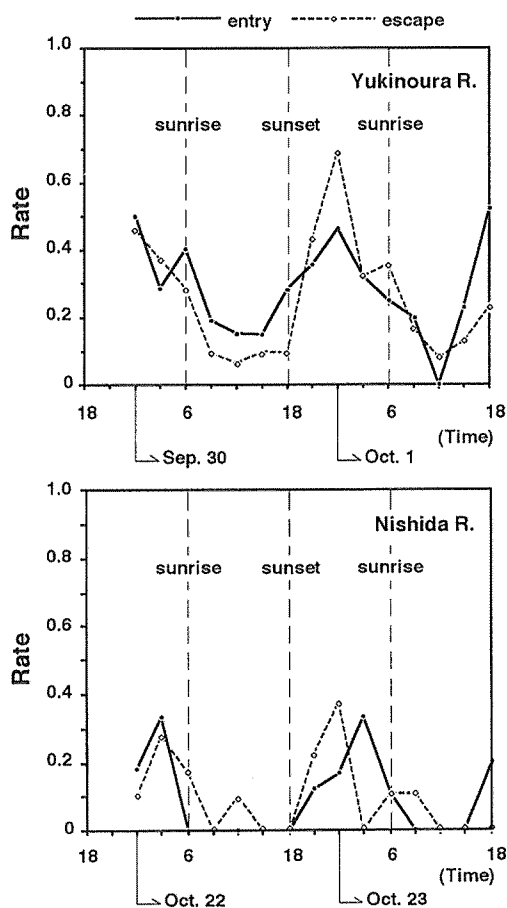 entry escape
1.0
Yukinoura R.
0.8
sunrise sunset sunrise
0.6
Rate
0.4
0.2
0
18 6 18 6 18
(Time)
Sep. 30 Oct. 1
1.0
Nishida R.
0.8
sunrise sunset sunrise
0.6
Rate
0.4
0.2
0
18 6 18 6 18
(Time)
Oct. 22 Oct. 23